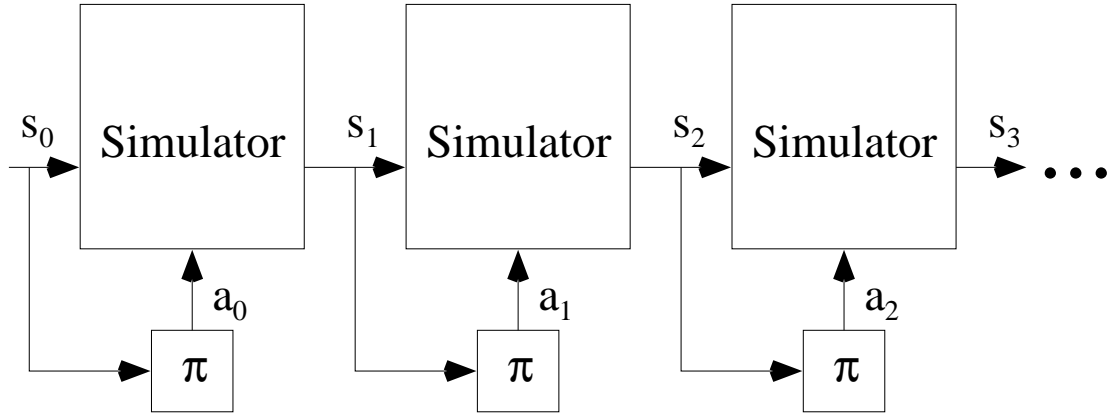 s₀ Simulator s₁ Simulator s₂ Simulator s₃ •••
a₀ a₁ a₂
π π π